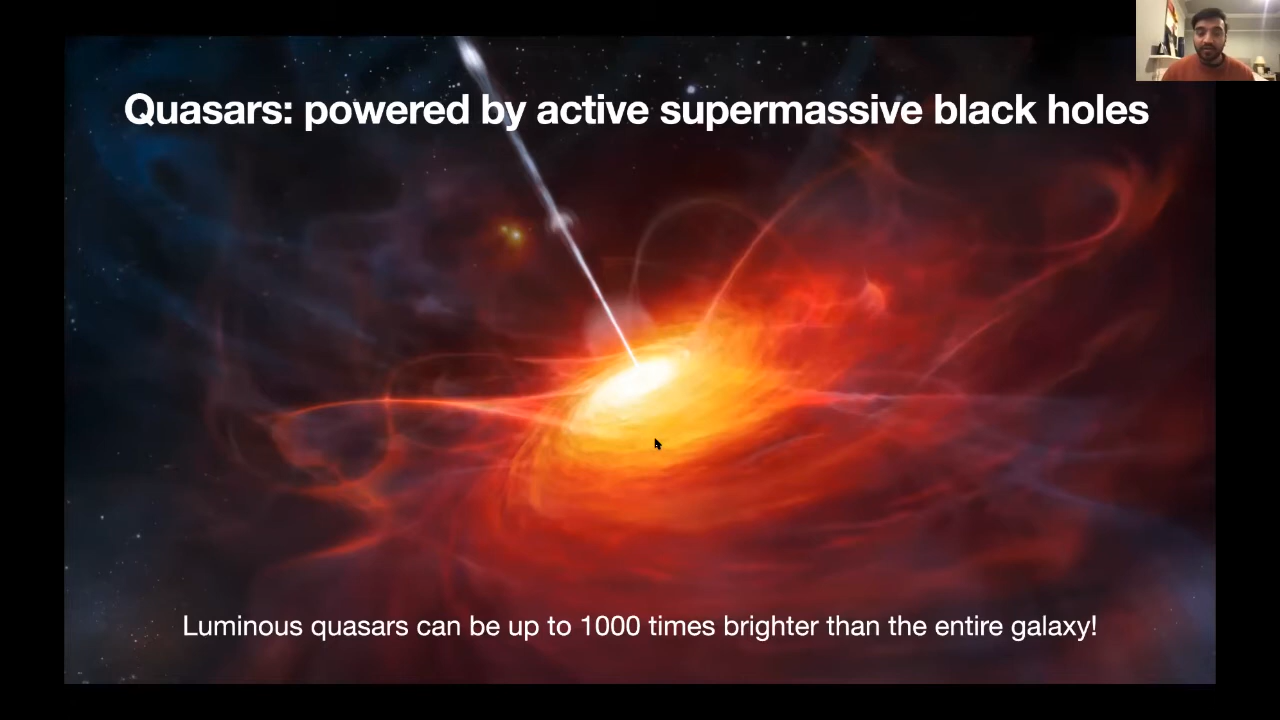 Quasars: powered by active supermassive black holes
Luminous quasars can be up to 1000 times brighter than the entire galaxy!